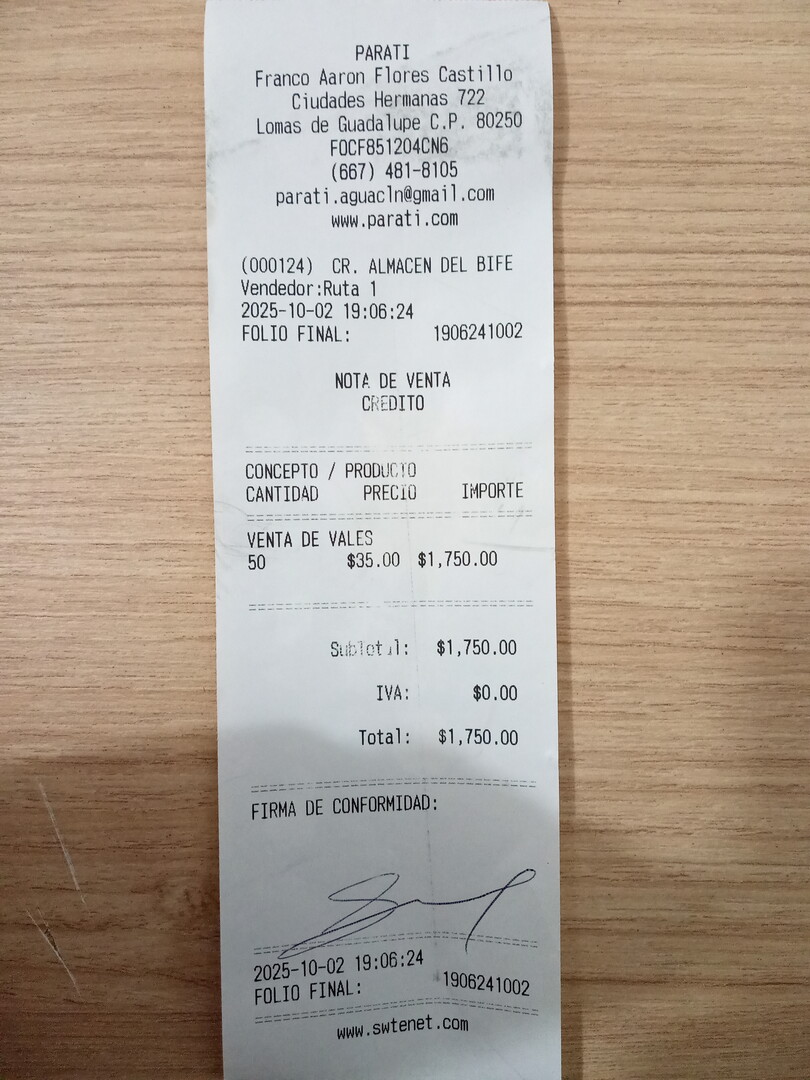 PARATI
Franco Aaron Flores Castillo
Ciudades Hermanas 722
Lomas de Guadalupe C.P. 80250
FOCF851204CN6
(667) 481-8105
parati.aguacln@gmail.com
www.parati.com
(000124) CR. ALMACEN DEL BIFE
Vendedor:Ruta 1
2025-10-02 19:06:24
FOLIO FINAL: 1906241002
NOTA DE VENTA
CREDITO
CONCEPTO / PRODUCTO
CANTIDAD PRECIO IMPORTE
VENTA DE VALES
50 $35.00 $1,750.00
Subtotal: $1,750.00
IVA: $0.00
Total: $1,750.00
FIRMA DE CONFORMIDAD:
2025-10-02 19:06:24
FOLIO FINAL: 1906241002
www.swtenet.com